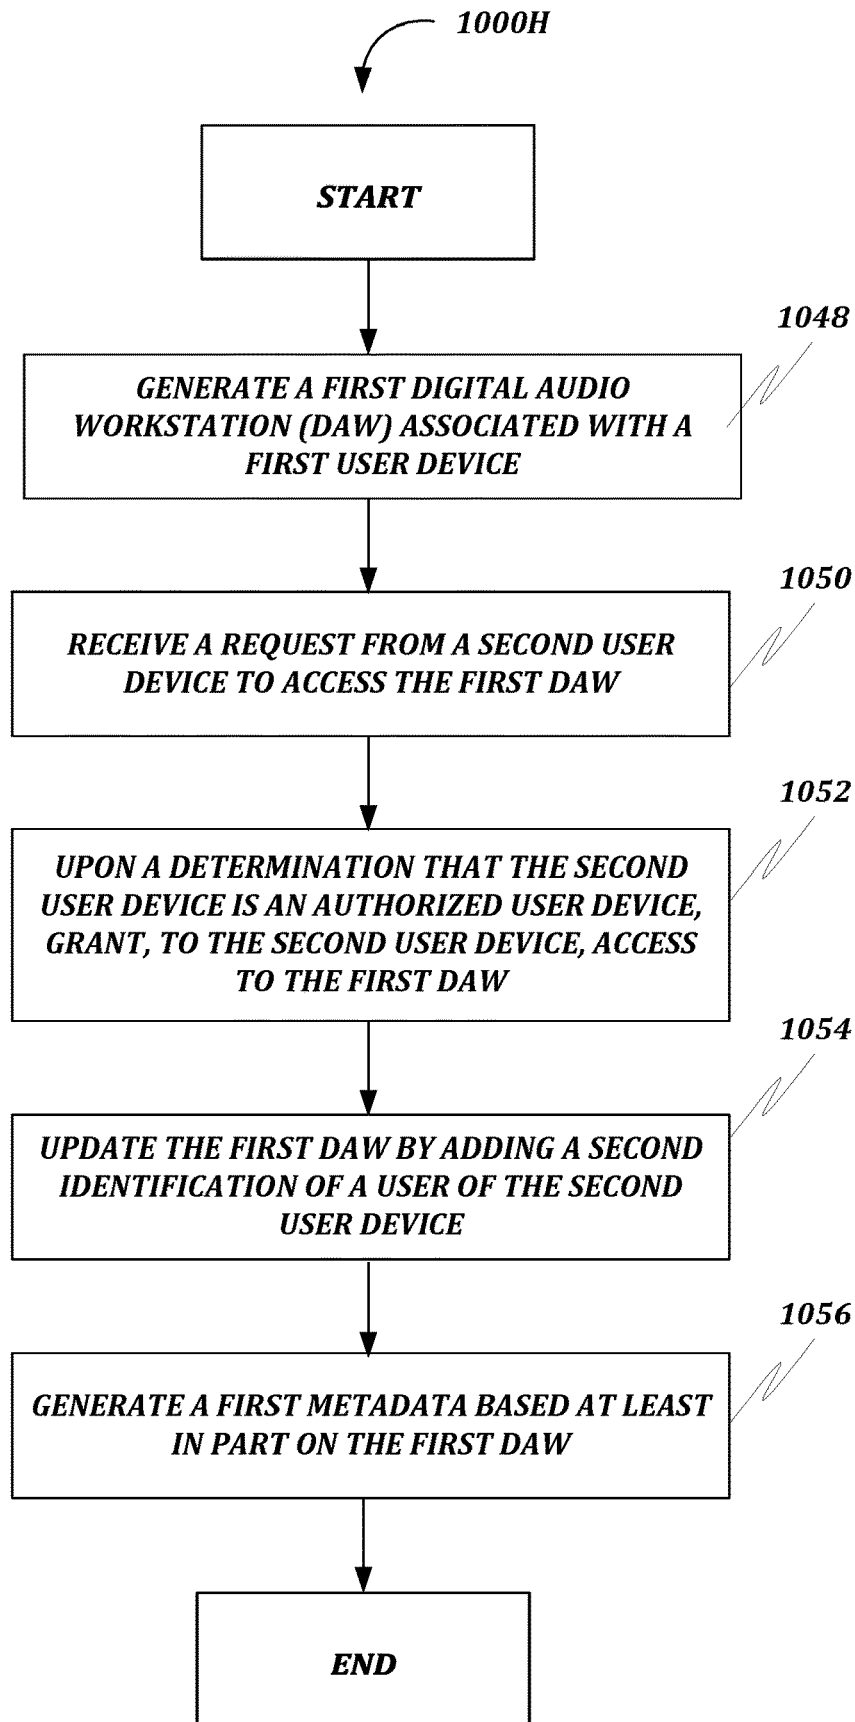 1000H
START
1048
GENERATE A FIRST DIGITAL AUDIO
WORKSTATION (DAW) ASSOCIATED WITH A
FIRST USER DEVICE
1050
RECEIVE A REQUEST FROM A SECOND USER
DEVICE TO ACCESS THE FIRST DAW
1052
UPON A DETERMINATION THAT THE SECOND
USER DEVICE IS AN AUTHORIZED USER DEVICE,
GRANT, TO THE SECOND USER DEVICE, ACCESS
TO THE FIRST DAW
1054
UPDATE THE FIRST DAW BY ADDING A SECOND
IDENTIFICATION OF A USER OF THE SECOND
USER DEVICE
1056
GENERATE A FIRST METADATA BASED AT LEAST
IN PART ON THE FIRST DAW
END